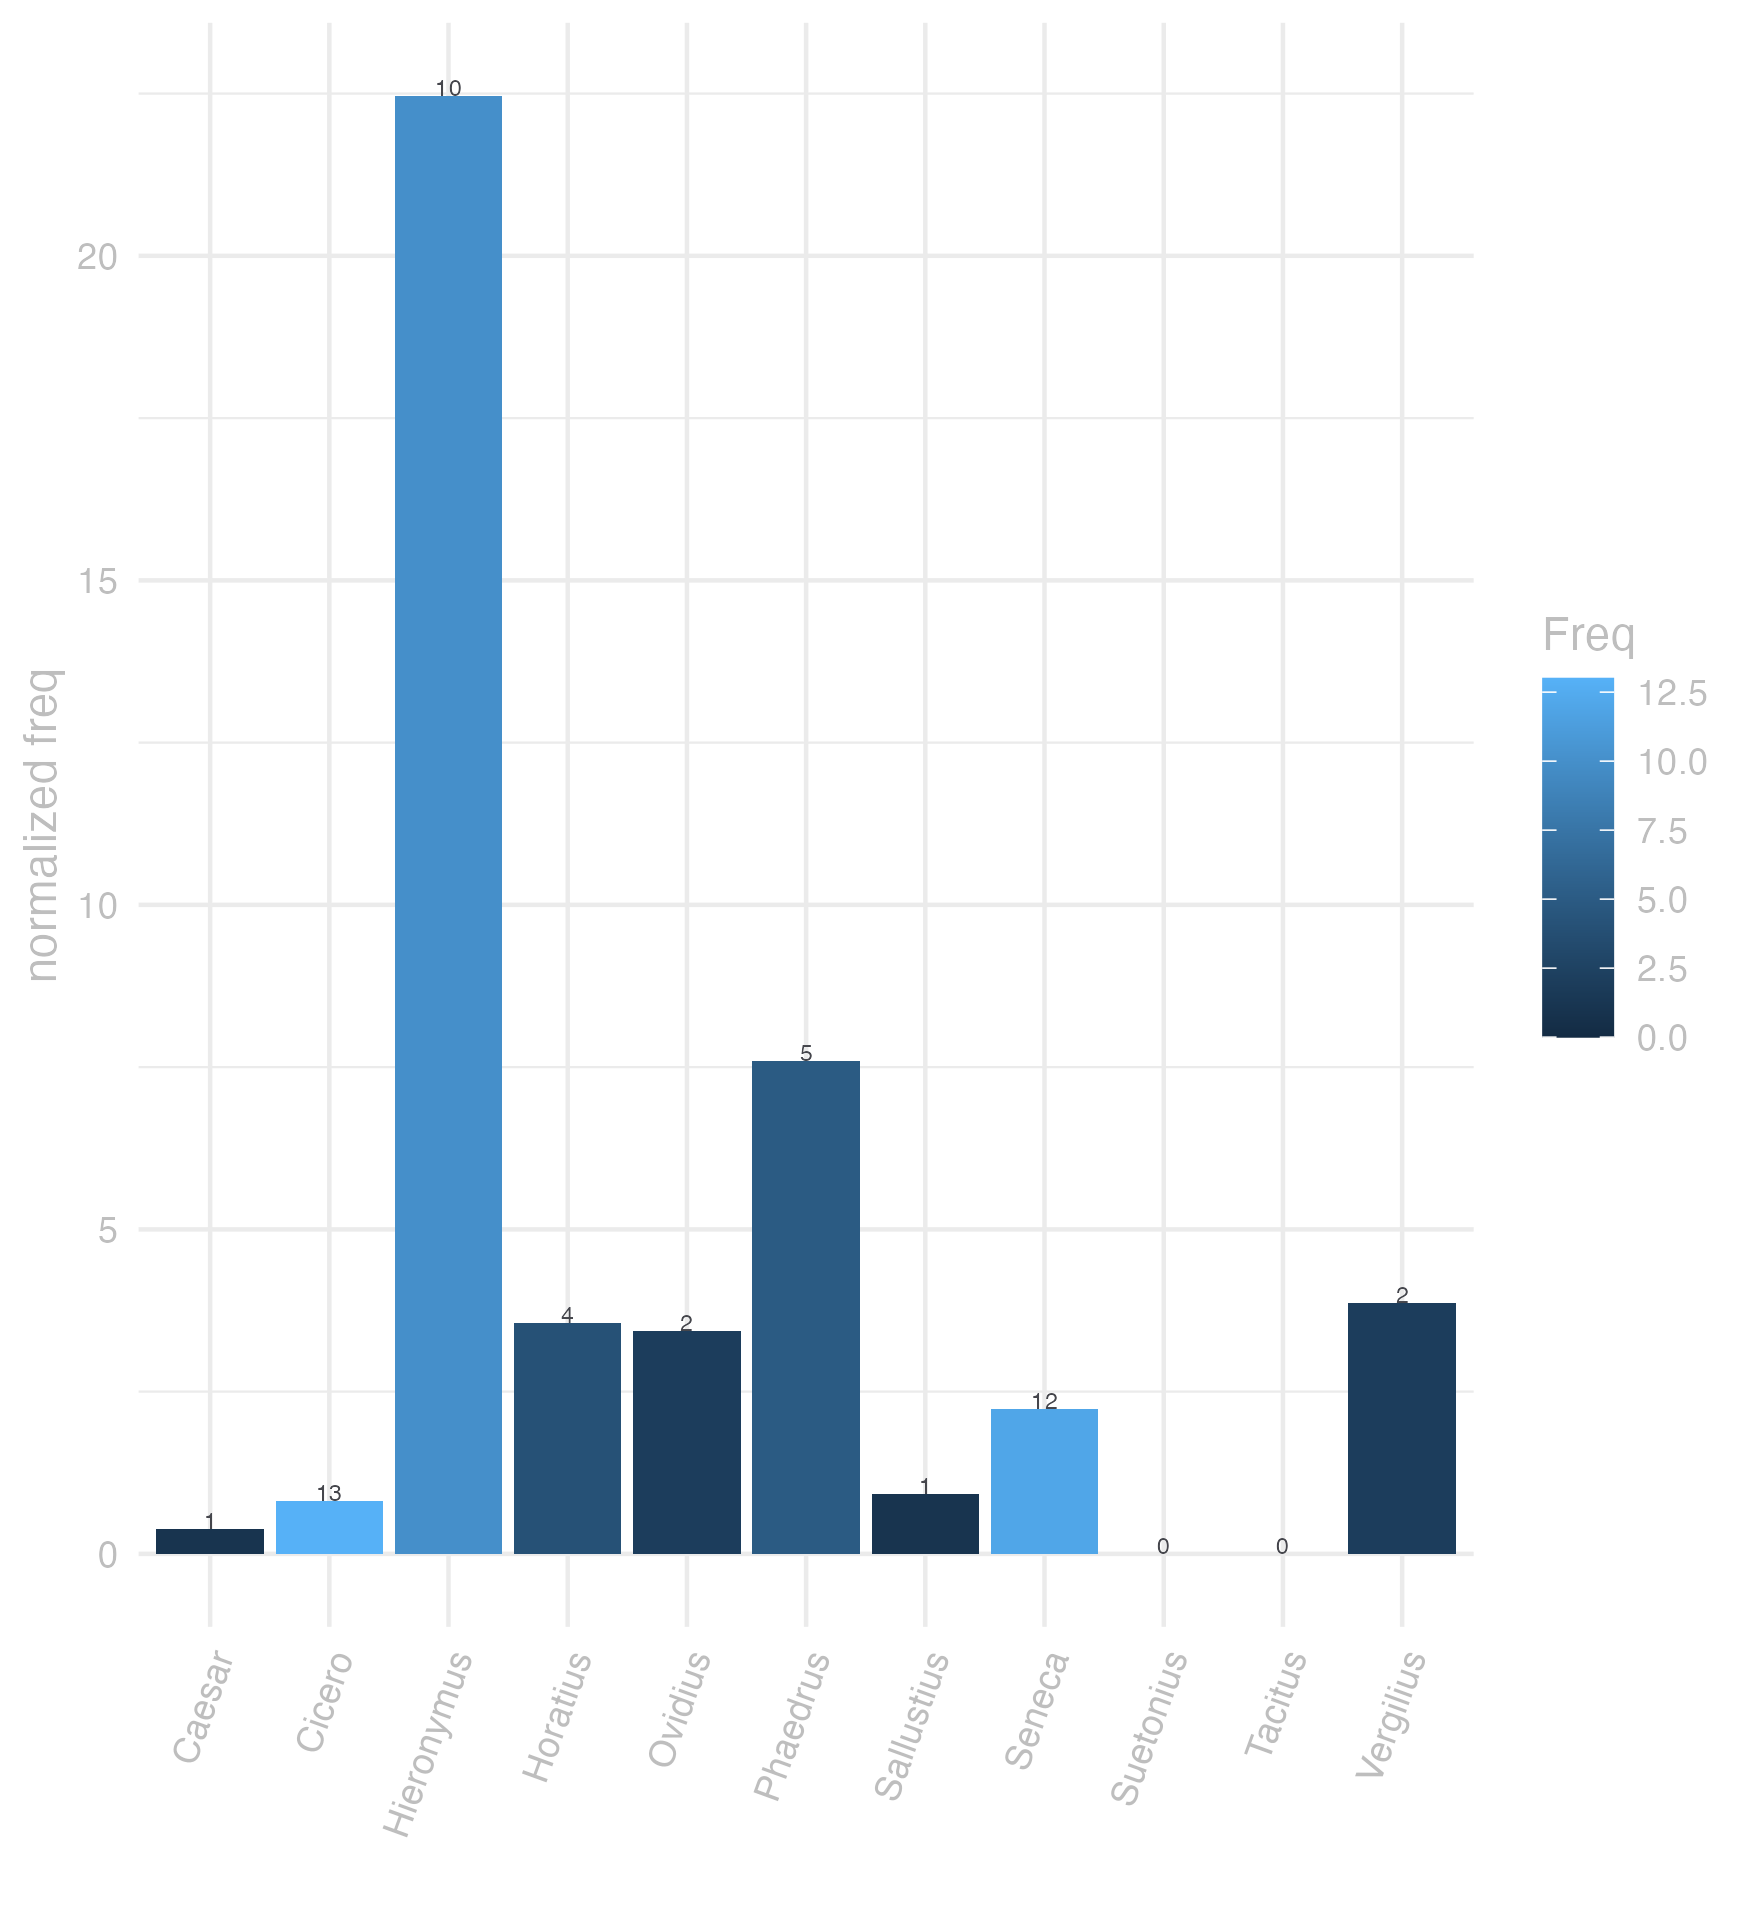 normalized freq
20
15
10
5
0
10
5
4
2
2
12
1
13
1
0
0
Caesar
Cicero
Hieronymus
Horatius
Ovidius
Phaedrus
Sallustius
Seneca
Suetonius
Tacitus
Vergilius
Freq
12.5
10.0
7.5
5.0
2.5
0.0